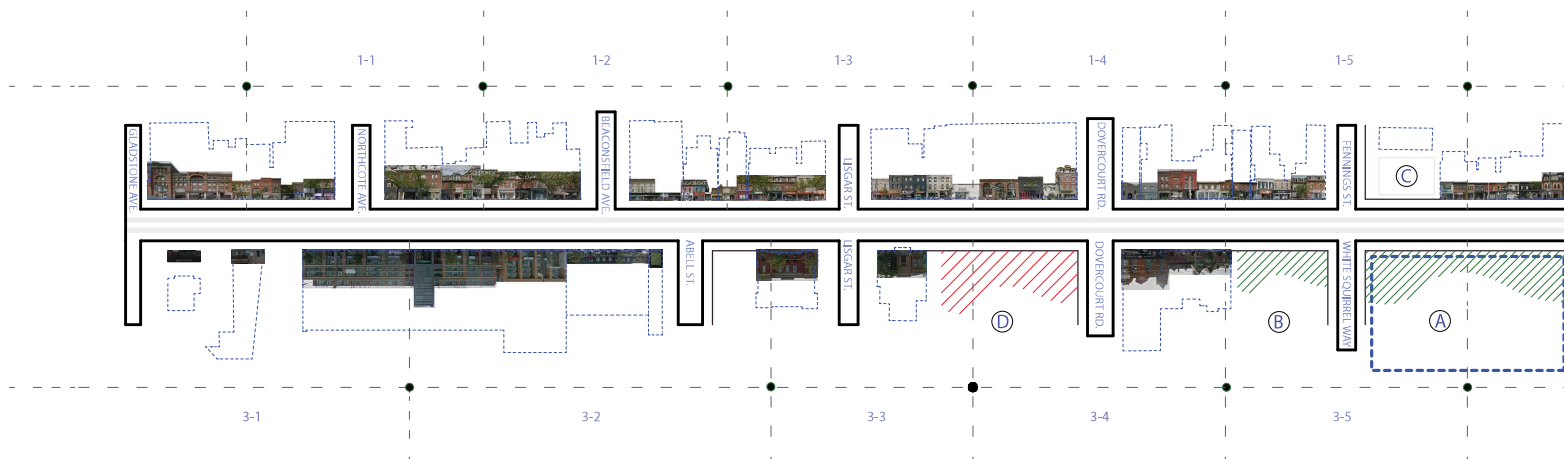 1-1
1-2
1-3
1-4
1-5
GLADSTONE AVE.
NORTHCOTE AVE.
BEACONSFIELD AVE.
LISGAR ST.
DOVERCOURT RD.
FENNINGS ST.
C
ABELL ST.
LISGAR ST.
DOVERCOURT RD.
WHITE SQUIRREL WAY
D
B
A
3-1
3-2
3-3
3-4
3-5